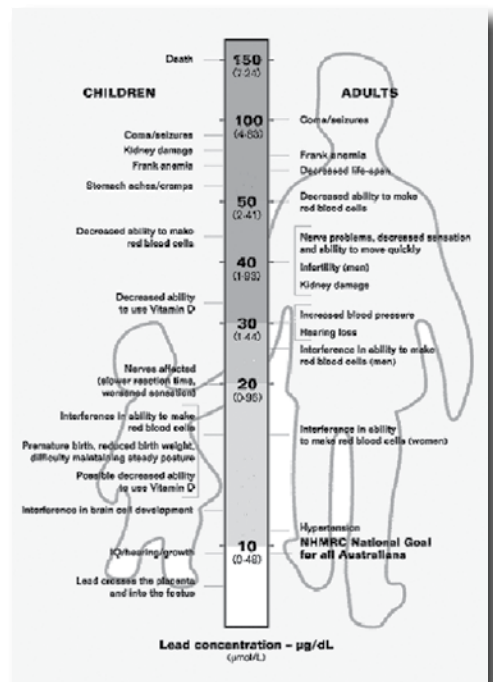 Death
CHILDREN
Coma/seizures
Kidney damage
Frank anemia
Stomach aches/cramps
Decreased ability to make
red blood cells
Decreased ability
to use Vitamin D
Nerves affected
(slower reaction time,
worsened sensation)
Interference in ability to make
red blood cells
Premature birth, reduced birth weight,
difficulty maintaining steady posture
Possible decreased ability
to use Vitamin D
Interference in brain cell development
IQ/hearing/growth
Lead crosses the placenta
and into the foetus
150
(7·24)
100
(4·83)
50
(2·41)
40
(1·93)
30
(1·44)
20
(0·96)
10
(0·48)
ADULTS
Coma/seizures
Frank anemia
Decreased life-span
Decreased ability to make
red blood cells
Nerve problems, decreased sensation
and ability to move quickly
Infertility (men)
Kidney damage
Increased blood pressure
Hearing loss
Interference in ability to make
red blood cells (men)
Interference in ability
to make red blood cells (women)
Hypertension
NHMRC National Goal
for all Australians
Lead concentration – µg/dL
(µmol/L)